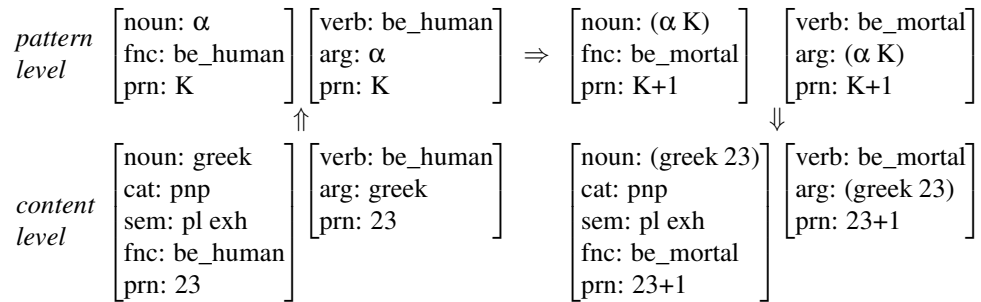 pattern level
noun: α verb: be_human ⇒ noun: (α K) verb: be_mortal
fnc: be_human arg: α fnc: be_mortal arg: (α K)
prn: K prn: K prn: K+1 prn: K+1
⇑ ⇓
content level
noun: greek verb: be_human noun: (greek 23) verb: be_mortal
cat: pnp arg: greek cat: pnp arg: (greek 23)
sem: pl exh prn: 23 sem: pl exh prn: 23+1
fnc: be_human fnc: be_mortal
prn: 23 prn: 23+1